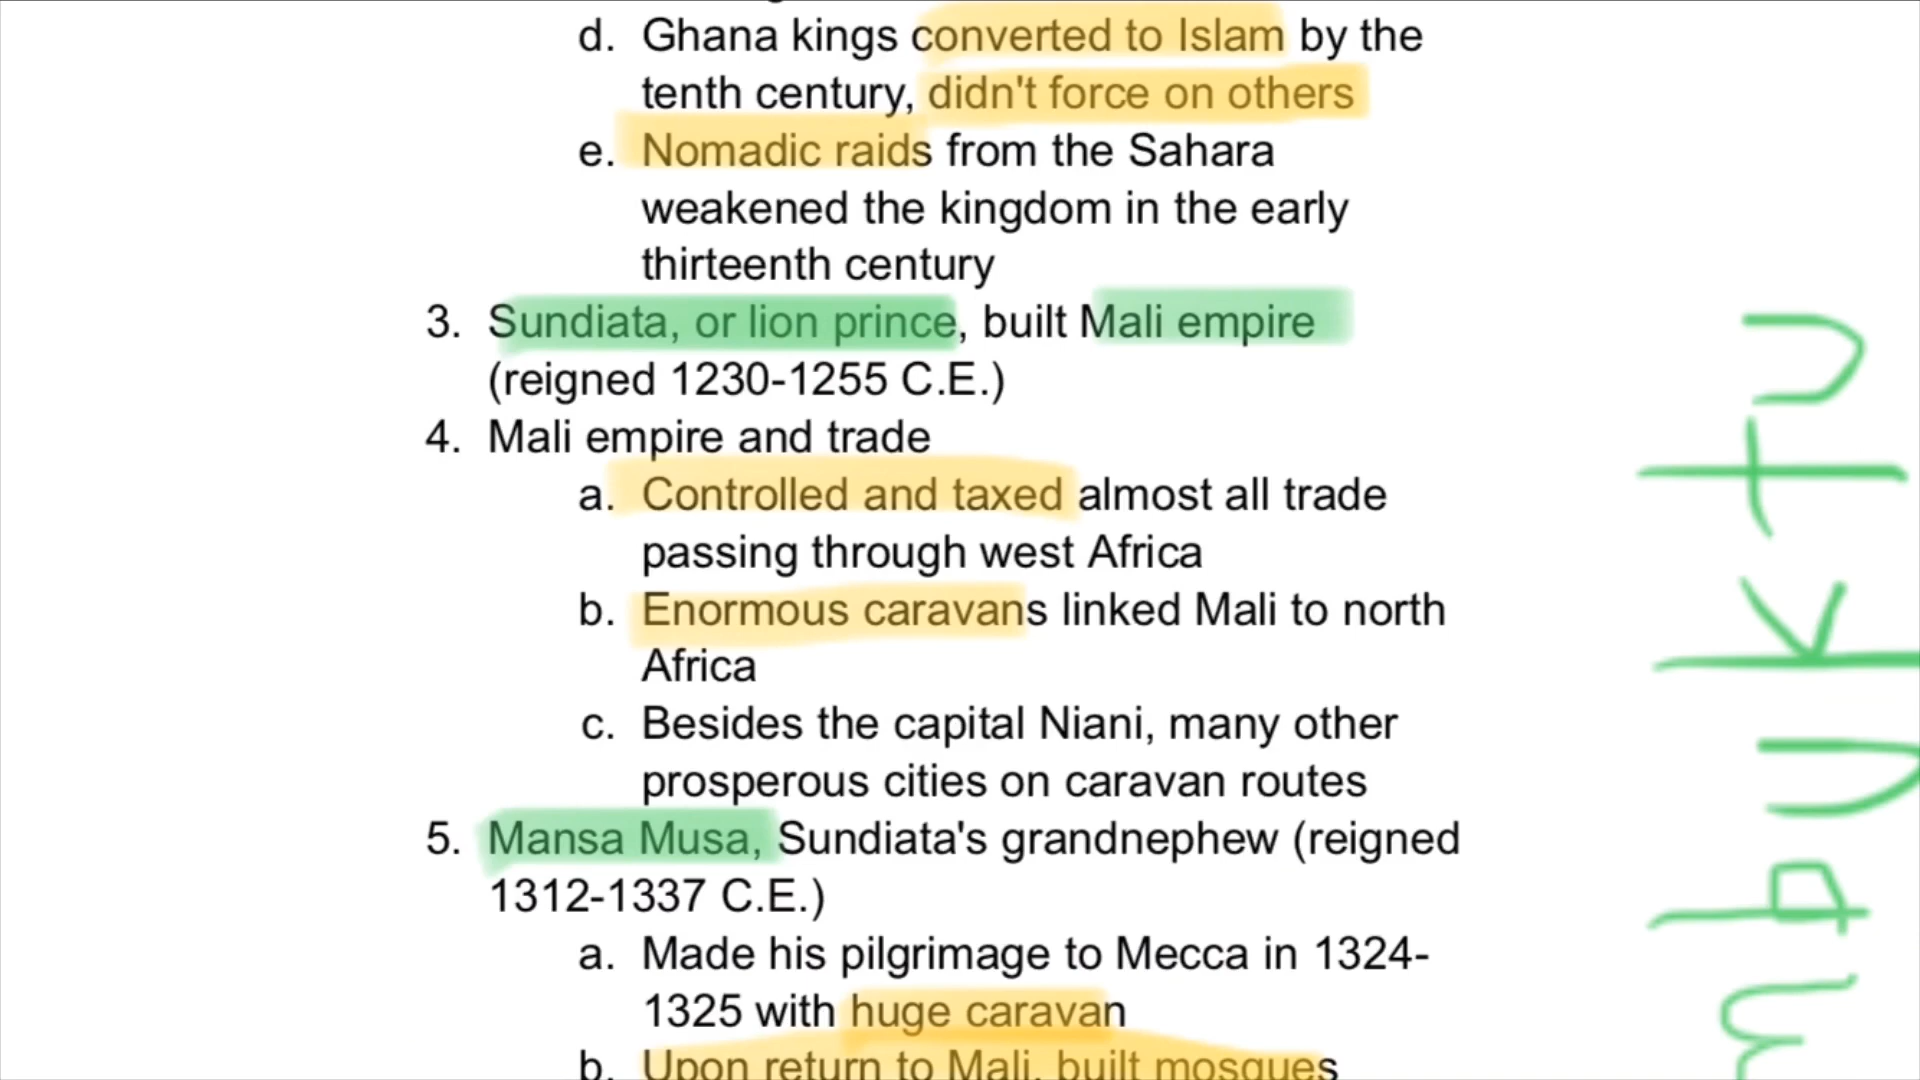 d. Ghana kings converted to Islam by the
tenth century, didn't force on others
e. Nomadic raids from the Sahara
weakened the kingdom in the early
thirteenth century
3. Sundiata, or lion prince, built Mali empire
(reigned 1230-1255 C.E.)
4. Mali empire and trade
a. Controlled and taxed almost all trade
passing through west Africa
b. Enormous caravans linked Mali to north
Africa
c. Besides the capital Niani, many other
prosperous cities on caravan routes
5. Mansa Musa, Sundiata's grandnephew (reigned
1312-1337 C.E.)
a. Made his pilgrimage to Mecca in 1324-
1325 with huge caravan
b. Upon return to Mali, built mosques
mbuktu